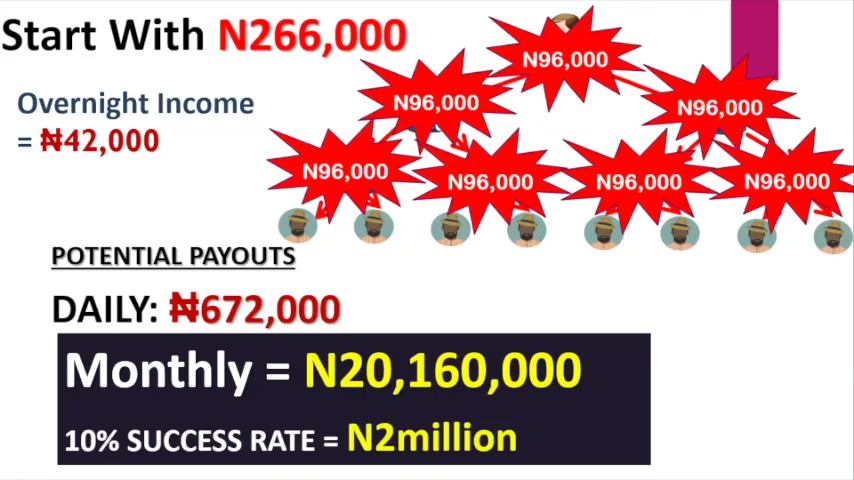 Start With N266,000
N96,000
N96,000
N96,000
Overnight Income
= ₦42,000
N96,000
N96,000
N96,000
N96,000
POTENTIAL PAYOUTS
DAILY: ₦672,000
Monthly = N20,160,000
10% SUCCESS RATE = N2million